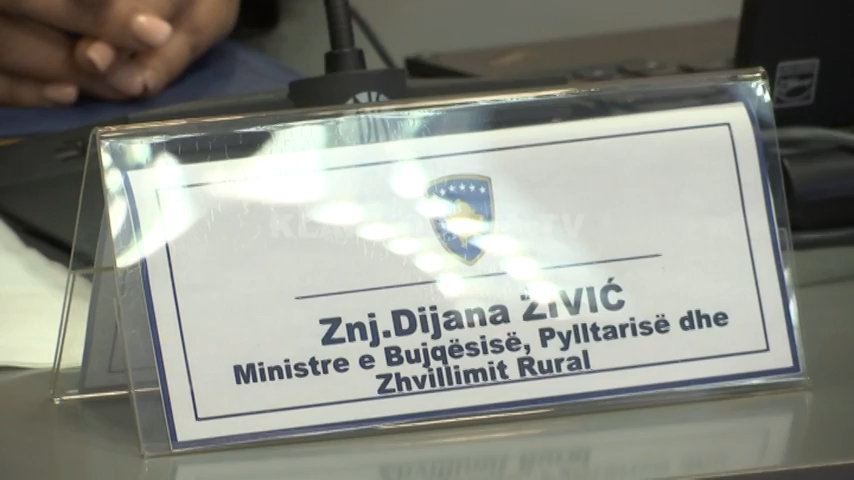 Znj.Dijana ŽIVIĆ
Ministre e Bujqësisë, Pylltarisë dhe
Zhvillimit Rural